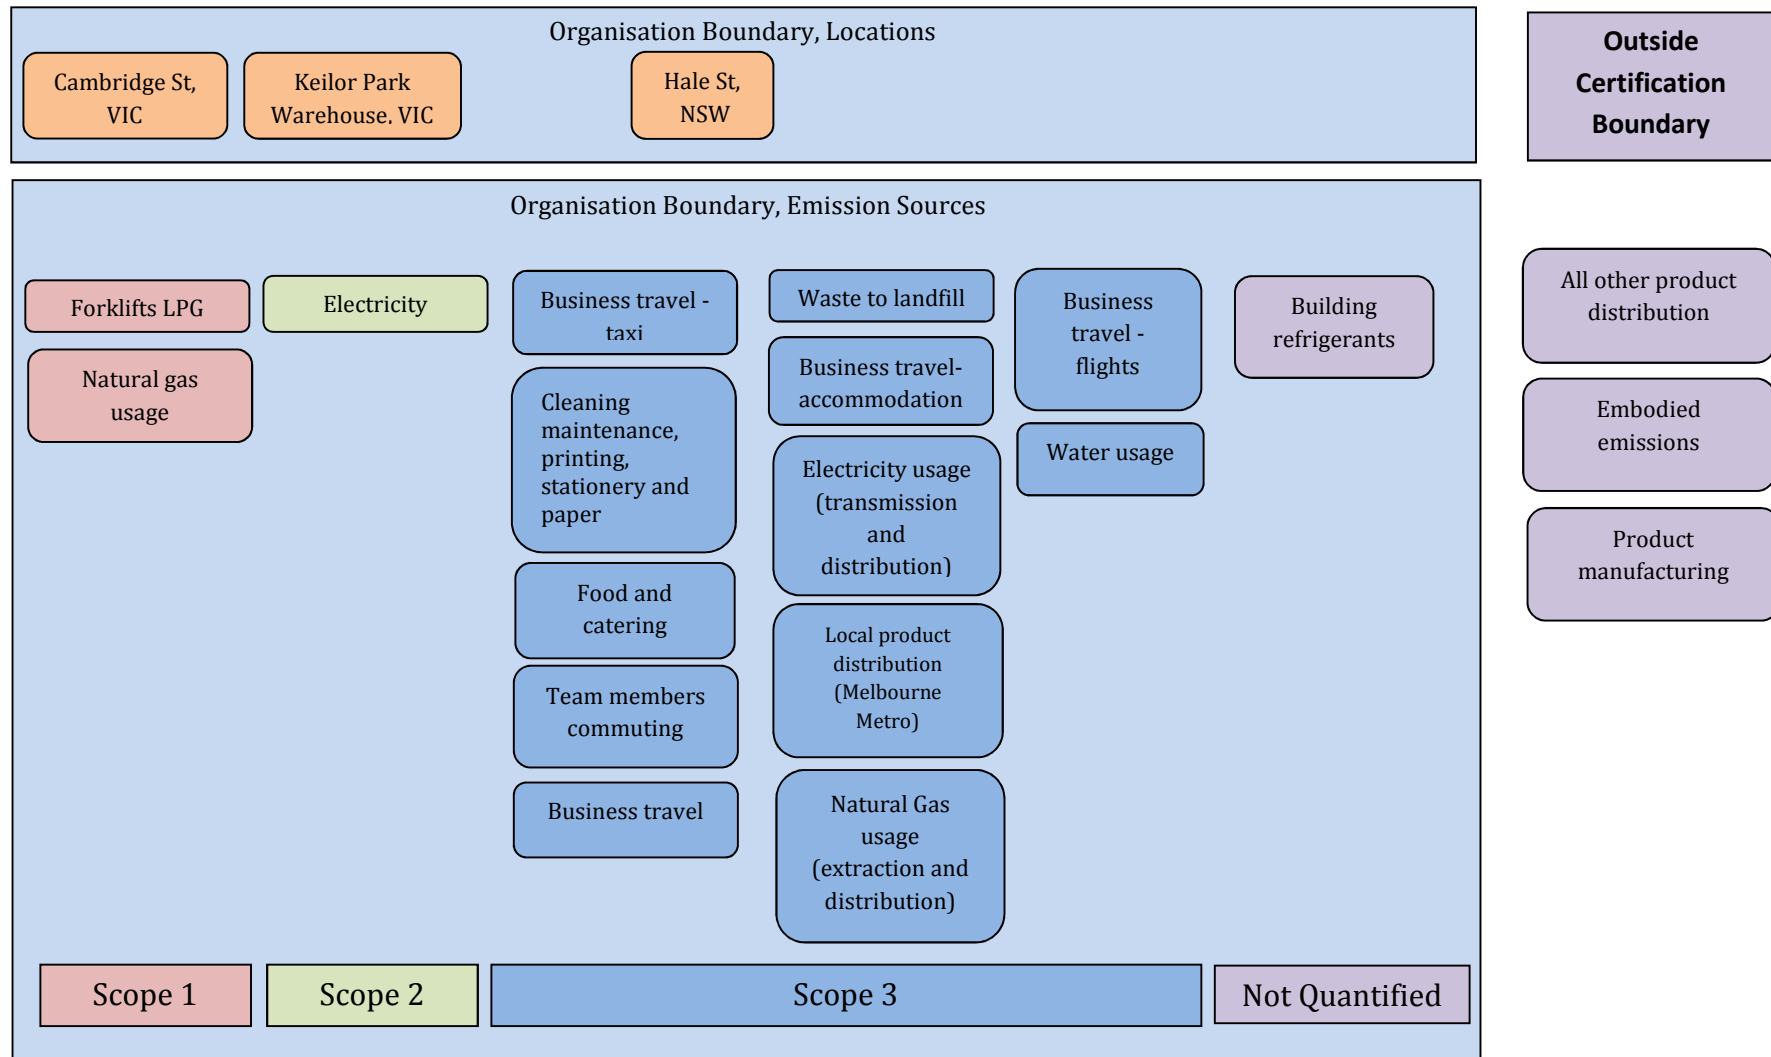 Organisation Boundary, Locations
Cambridge St,
VIC
Keilor Park
Warehouse, VIC
Hale St,
NSW
Outside
Certification
Boundary
Organisation Boundary, Emission Sources
Forklifts LPG
Natural gas
usage
Electricity
Business travel -
taxi
Cleaning
maintenance,
printing,
stationery and
paper
Food and
catering
Team members
commuting
Business travel
Waste to landfill
Business travel-
accommodation
Electricity usage
(transmission
and
distribution)
Local product
distribution
(Melbourne
Metro)
Natural Gas
usage
(extraction and
distribution)
Business
travel -
flights
Water usage
Building
refrigerants
All other product
distribution
Embodied
emissions
Product
manufacturing
Scope 1
Scope 2
Scope 3
Not Quantified